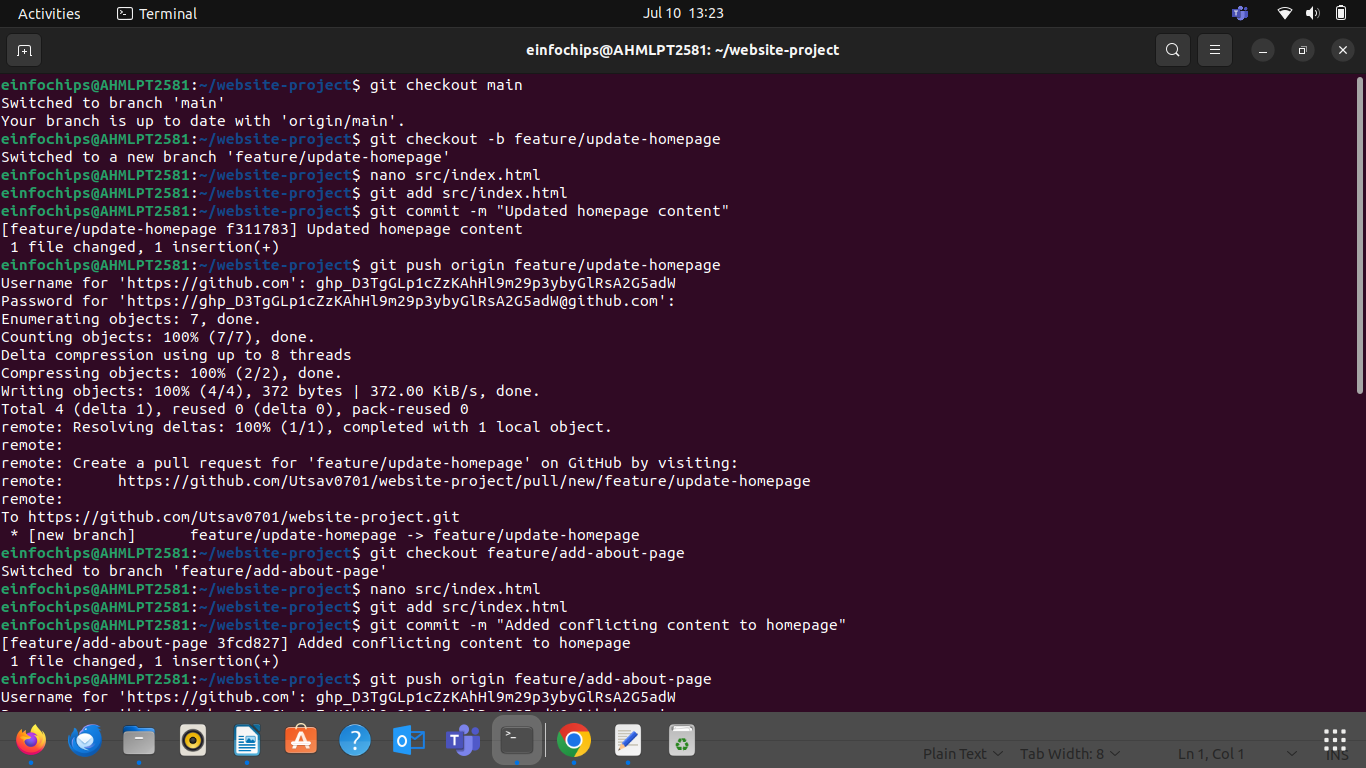 Activities
Terminal
Jul 10 13:23
einfochips@AHMLPT2581: ~/website-project
einfochips@AHMLPT2581:~/website-project$ git checkout main
Switched to branch 'main'
Your branch is up to date with 'origin/main'.
einfochips@AHMLPT2581:~/website-project$ git checkout -b feature/update-homepage
Switched to a new branch 'feature/update-homepage'
einfochips@AHMLPT2581:~/website-project$ nano src/index.html
einfochips@AHMLPT2581:~/website-project$ git add src/index.html
einfochips@AHMLPT2581:~/website-project$ git commit -m "Updated homepage content"
[feature/update-homepage f311783] Updated homepage content
 1 file changed, 1 insertion(+)
einfochips@AHMLPT2581:~/website-project$ git push origin feature/update-homepage
Username for 'https://github.com': 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
Password for 'https://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@github.com':
Enumerating objects: 7, done.
Counting objects: 100% (7/7), done.
Delta compression using up to 8 threads
Compressing objects: 100% (2/2), done.
Writing objects: 100% (4/4), 372 bytes | 372.00 KiB/s, done.
Total 4 (delta 1), reused 0 (delta 0), pack-reused 0
remote: Resolving deltas: 100% (1/1), completed with 1 local object.
remote:
remote: Create a pull request for 'feature/update-homepage' on GitHub by visiting:
remote:      https://github.com/Utsav0701/website-project/pull/new/feature/update-homepage
remote:
To https://github.com/Utsav0701/website-project.git
 * [new branch]      feature/update-homepage -> feature/update-homepage
einfochips@AHMLPT2581:~/website-project$ git checkout feature/add-about-page
Switched to branch 'feature/add-about-page'
einfochips@AHMLPT2581:~/website-project$ nano src/index.html
einfochips@AHMLPT2581:~/website-project$ git add src/index.html
einfochips@AHMLPT2581:~/website-project$ git commit -m "Added conflicting content to homepage"
[feature/add-about-page 3fcd827] Added conflicting content to homepage
 1 file changed, 1 insertion(+)
einfochips@AHMLPT2581:~/website-project$ git push origin feature/add-about-page
Username for 'https://github.com': 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
Plain Text
Tab Width: 8
Ln 1, Col 1
INS